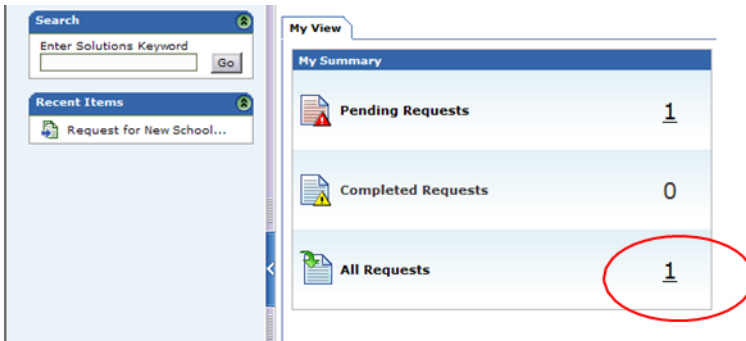 Search
Enter Solutions Keyword
Go
Recent Items
Request for New School...
My View
My Summary
Pending Requests 1
Completed Requests 0
All Requests 1